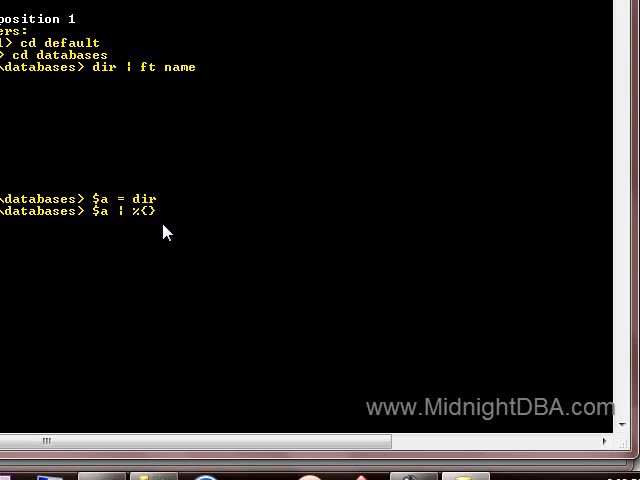 position 1
ers:
l> cd default
> cd databases
\databases> dir | ft name
\databases> $a = dir
\databases> $a | %{}
www.MidnightDBA.com